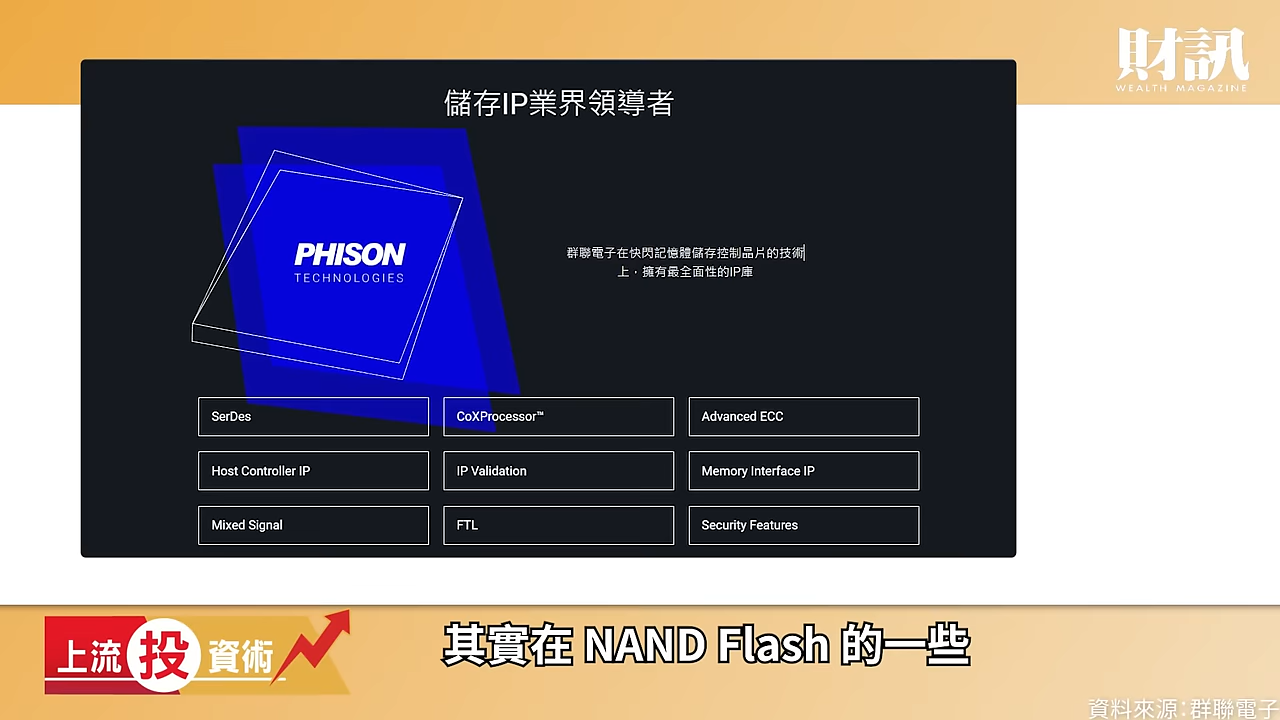 財訊
WEALTH MAGAZINE
儲存IP業界領導者
PHISON
TECHNOLOGIES
群聯電子在快閃記憶體儲存控制晶片的技術
上，擁有最全面性的IP庫
SerDes
CoXProcessor™
Advanced ECC
Host Controller IP
IP Validation
Memory Interface IP
Mixed Signal
FTL
Security Features
上流投資術
其實在 NAND Flash 的一些
資料來源:群聯電子